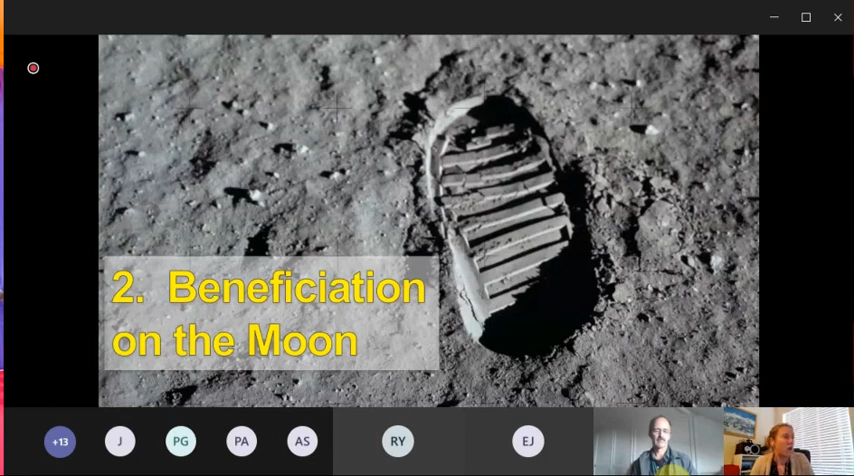 2. Beneficiation
on the Moon
+13
J
PG
PA
AS
RY
EJ